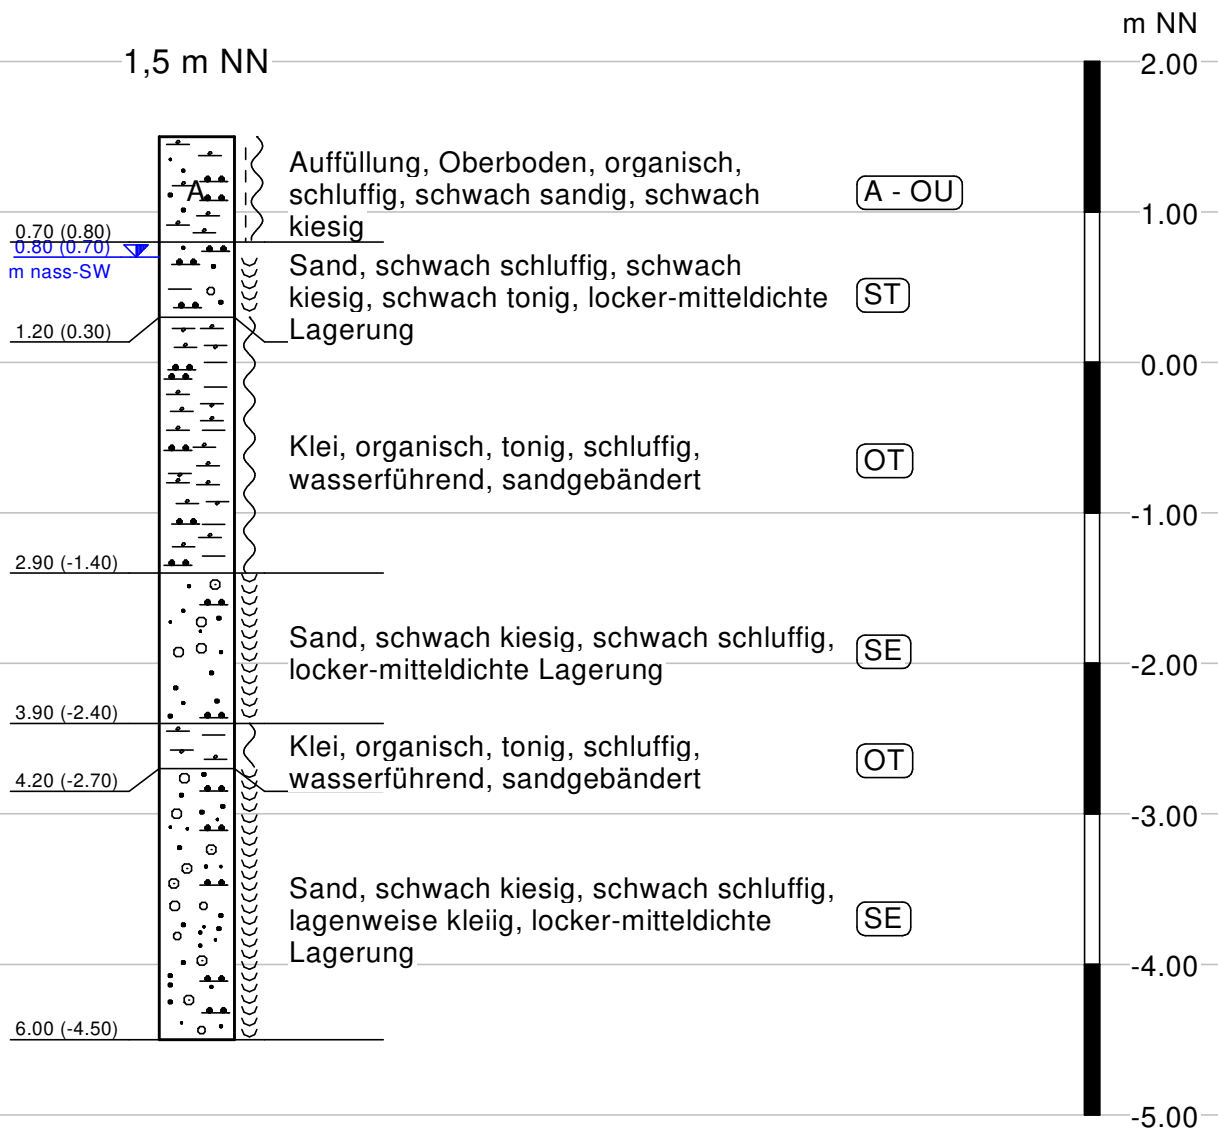 m NN
1,5 m NN
2.00
Auffüllung, Oberboden, organisch,
schluffig, schwach sandig, schwach
kiesig
A
A - OU
1.00
0.70 (0.80)
0.80 (0.70)
m nass-SW
Sand, schwach schluffig, schwach
kiesig, schwach tonig, locker-mitteldichte
Lagerung
ST
1.20 (0.30)
0.00
Klei, organisch, tonig, schluffig,
wasserführend, sandgebändert
OT
-1.00
2.90 (-1.40)
Sand, schwach kiesig, schwach schluffig,
locker-mitteldichte Lagerung
SE
-2.00
3.90 (-2.40)
Klei, organisch, tonig, schluffig,
wasserführend, sandgebändert
OT
4.20 (-2.70)
-3.00
Sand, schwach kiesig, schwach schluffig,
lagenweise kleiig, locker-mitteldichte
Lagerung
SE
-4.00
6.00 (-4.50)
-5.00